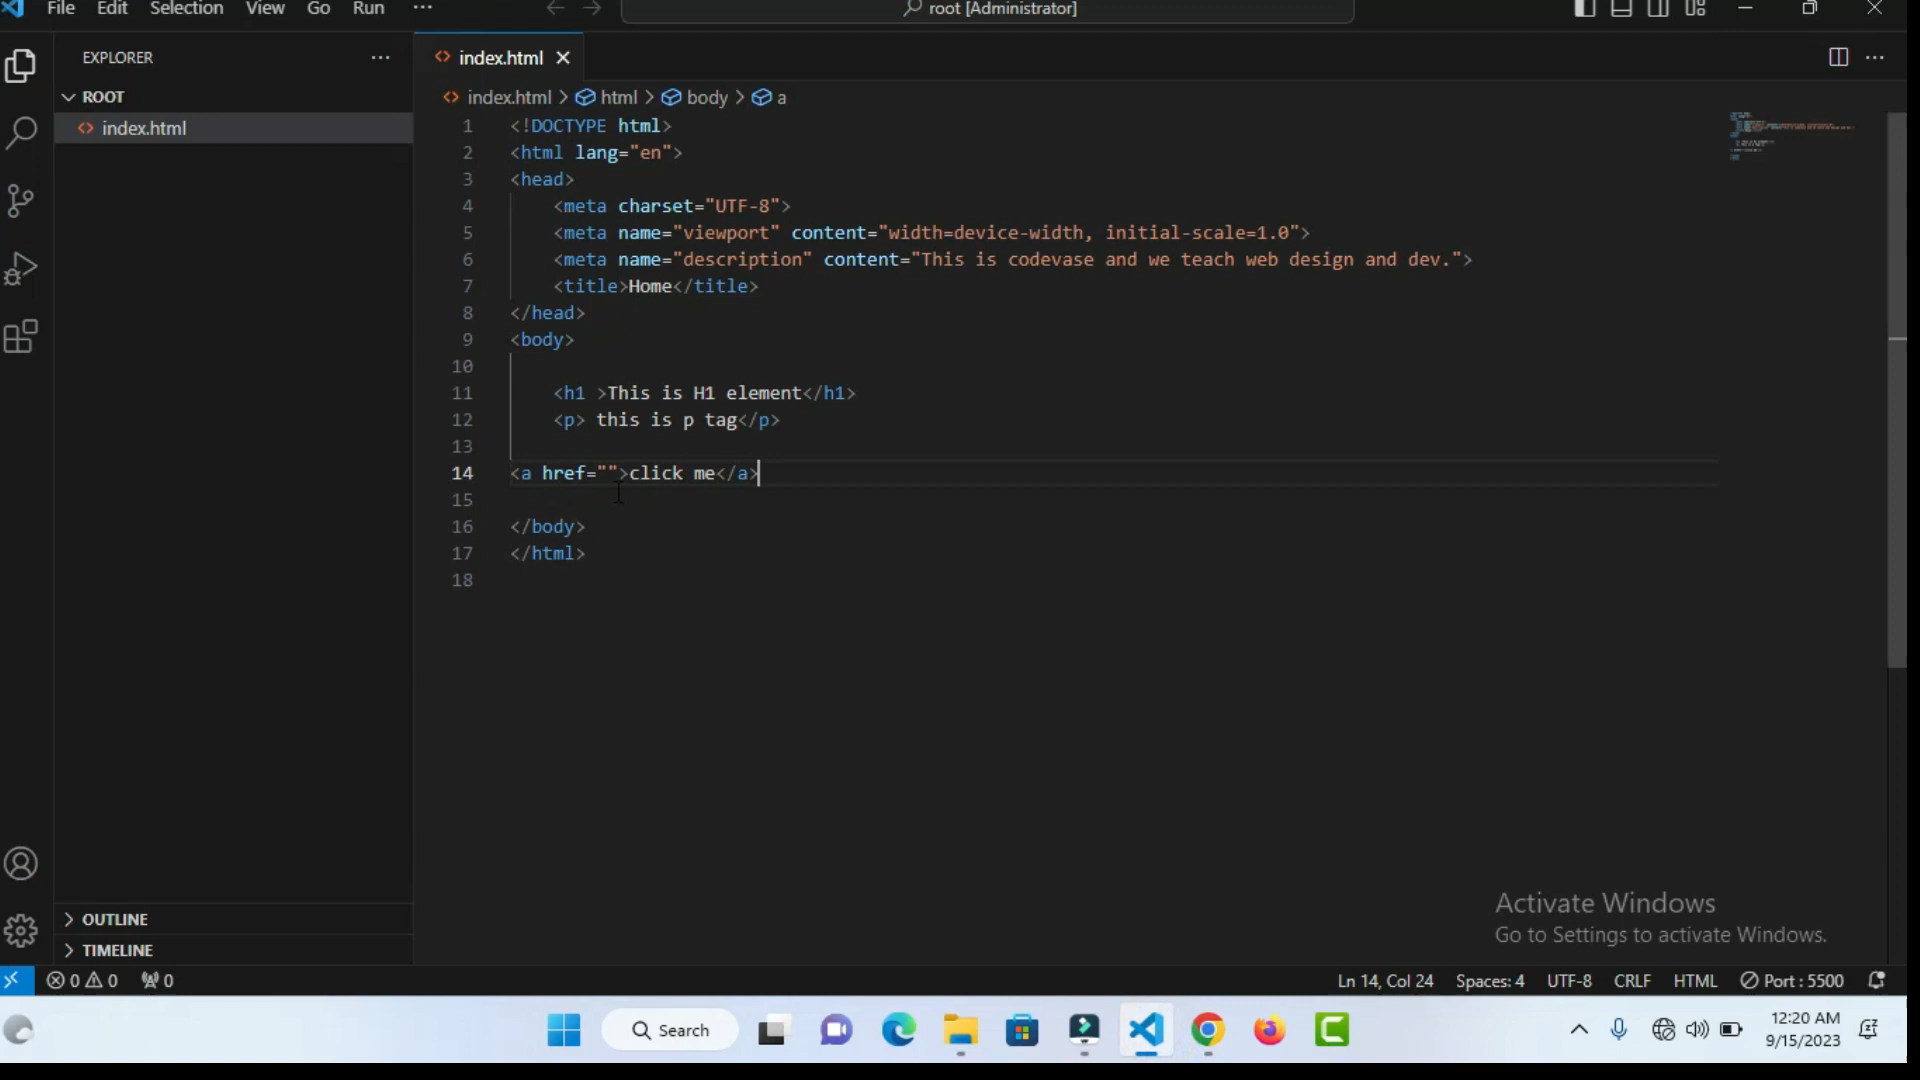 File Edit Selection View Go Run ···
root [Administrator]
EXPLORER
ROOT
index.html
OUTLINE
TIMELINE
index.html
index.html > html > body > a
1 <!DOCTYPE html>
2 <html lang="en">
3 <head>
4 <meta charset="UTF-8">
5 <meta name="viewport" content="width=device-width, initial-scale=1.0">
6 <meta name="description" content="This is codevase and we teach web design and dev.">
7 <title>Home</title>
8 </head>
9 <body>
10
11 <h1 >This is H1 element</h1>
12 <p> this is p tag</p>
13
14 <a href="">click me</a>
15
16 </body>
17 </html>
18
Activate Windows
Go to Settings to activate Windows.
0 0 0
Ln 14, Col 24 Spaces: 4 UTF-8 CRLF HTML Port : 5500
Search
12:20 AM
9/15/2023